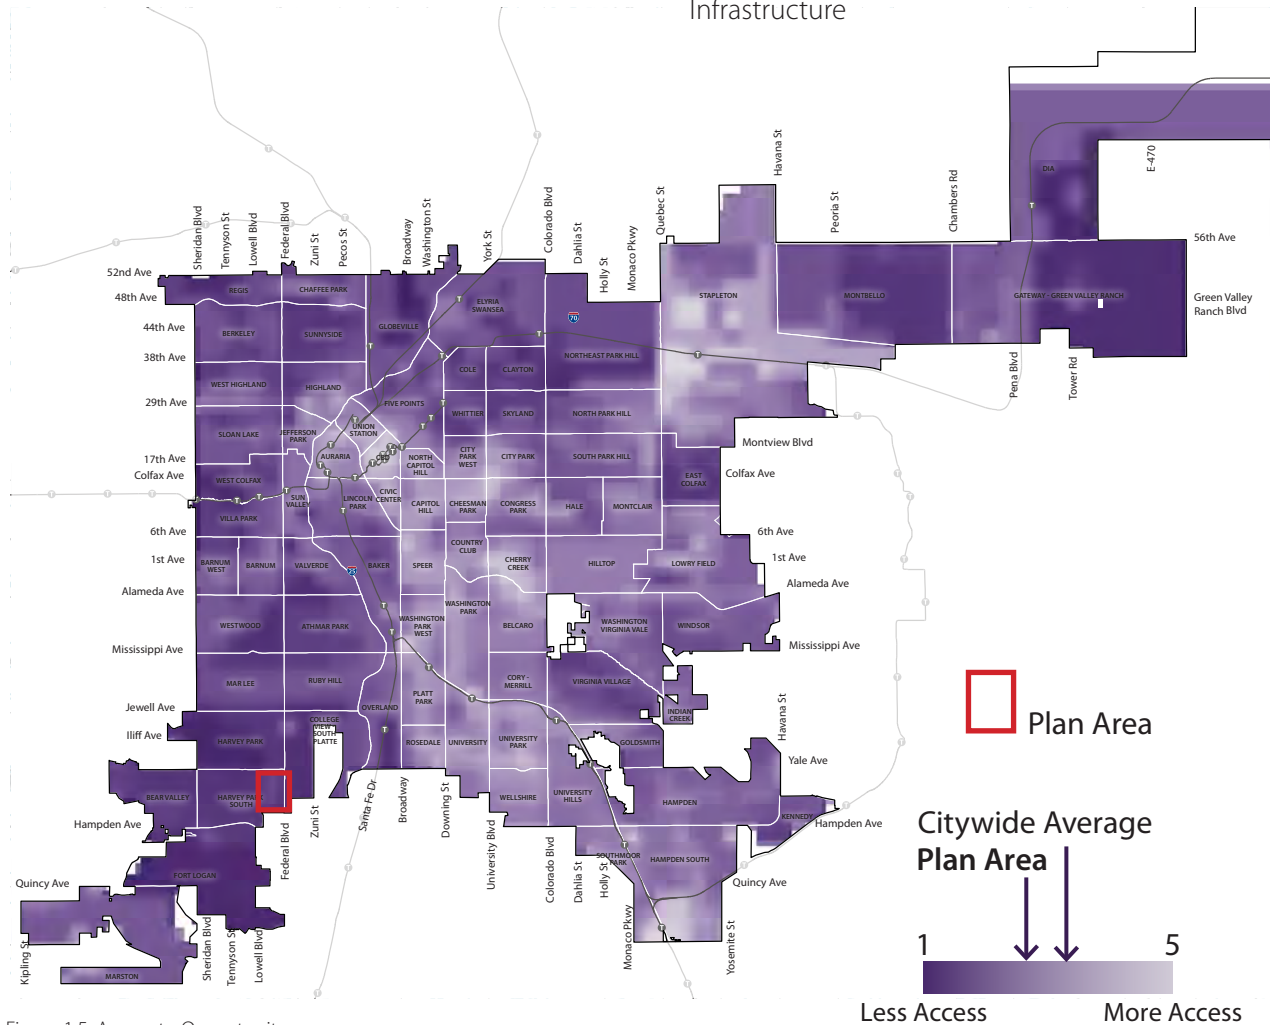 Infrastructure
Havana St
E-470
DIA
Chambers Rd
Peoria St
Quebec St
Colorado Blvd
Dahlia St
Holly St
Monaco Pkwy
York St
Washington St
Broadway
Pecos St
Zuni St
Federal Blvd
Lowell Blvd
Tennyson St
Sheridan Blvd
56th Ave
52nd Ave
48th Ave
44th Ave
38th Ave
29th Ave
17th Ave
Colfax Ave
6th Ave
1st Ave
Alameda Ave
Mississippi Ave
Jewell Ave
Iliff Ave
Hampden Ave
Quincy Ave
Green Valley
Ranch Blvd
Pena Blvd
Tower Rd
Montview Blvd
Colfax Ave
6th Ave
1st Ave
Alameda Ave
Mississippi Ave
Havana St
Yale Ave
Hampden Ave
Quincy Ave
REGIS
CHAFFEE PARK
GLOBEVILLE
ELYRIA
SWANSEA
70
STAPLETON
MONTBELLO
GATEWAY - GREEN VALLEY RANCH
BERKELEY
SUNNYSIDE
NORTHEAST PARK HILL
COLE
CLAYTON
WEST HIGHLAND
HIGHLAND
FIVE POINTS
WHITTIER
SKYLAND
NORTH PARK HILL
SLOAN LAKE
JEFFERSON
PARK
UNION
STATION
AURARIA
CBD
NORTH
CAPITOL
HILL
CITY
PARK
WEST
CITY PARK
SOUTH PARK HILL
EAST
COLFAX
WEST COLFAX
SUN
VALLEY
LINCOLN
PARK
CIVIC
CENTER
CAPITOL
HILL
CHEESMAN
PARK
CONGRESS
PARK
HALE
MONTCLAIR
VILLA PARK
BARNUM
WEST
BARNUM
VALVERDE
25
BAKER
SPEER
COUNTRY
CLUB
CHERRY
CREEK
HILLTOP
LOWRY FIELD
WESTWOOD
ATHMAR PARK
WASHINGTON
PARK
WEST
WASHINGTON
PARK
BELCARO
WASHINGTON
VIRGINIA VALE
WINDSOR
MAR LEE
RUBY HILL
PLATT
PARK
CORY -
MERRILL
VIRGINIA VILLAGE
INDIAN
CREEK
OVERLAND
COLLEGE
VIEW
SOUTH
PLATTE
HARVEY PARK
ROSEDALE
UNIVERSITY
UNIVERSITY
PARK
GOLDSMITH
BEAR VALLEY
HARVEY PARK
SOUTH
WELLSHIRE
UNIVERSITY
HILLS
HAMPDEN
KENNEDY
SOUTHMOOR
PARK
HAMPDEN SOUTH
FORT LOGAN
MARSTON
Kipling St
Sheridan Blvd
Tennyson St
Lowell Blvd
Federal Blvd
Zuni St
Santa Fe Dr
Broadway
Downing St
University Blvd
Colorado Blvd
Dahlia St
Holly St
Monaco Pkwy
Yosemite St
Plan Area
Citywide Average
Plan Area
1
5
Less Access
More Access